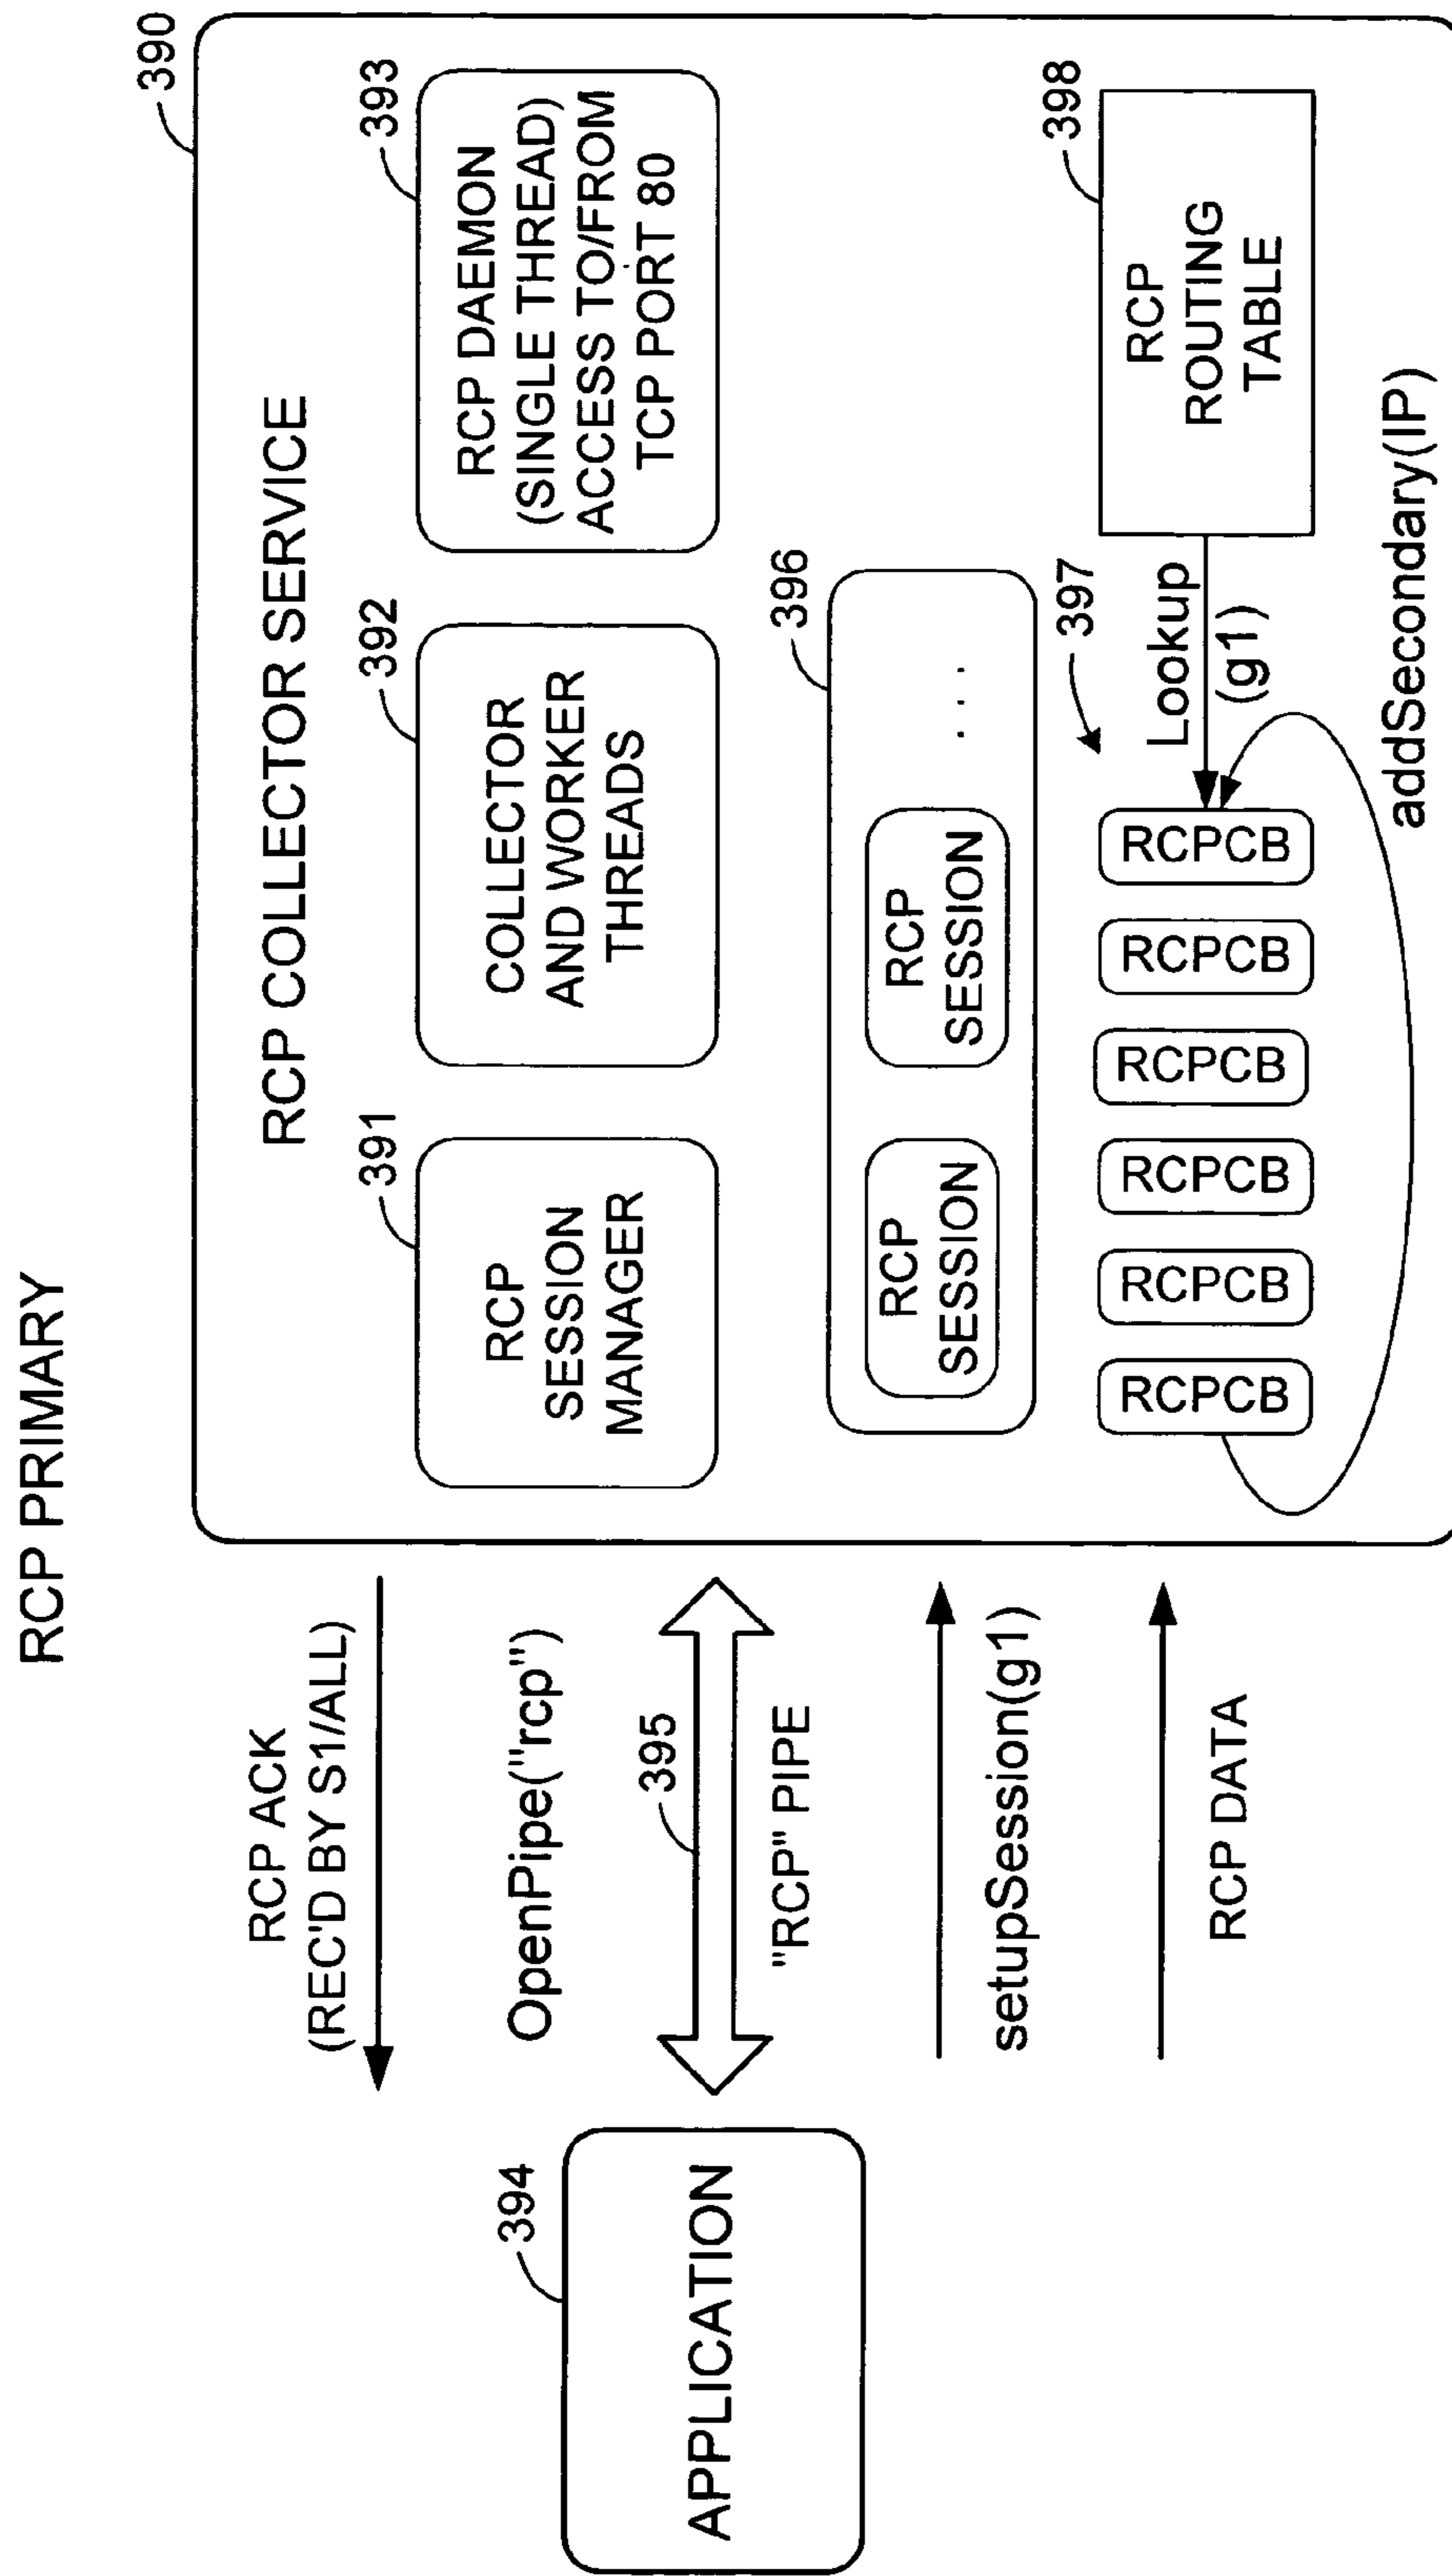 RCP PRIMARY
390
RCP COLLECTOR SERVICE
391
RCP
SESSION
MANAGER
392
COLLECTOR
AND WORKER
THREADS
393
RCP DAEMON
(SINGLE THREAD)
ACCESS TO/FROM
TCP PORT 80
RCP ACK
(REC'D BY S1/ALL)
394
APPLICATION
OpenPipe("rcp")
395
"RCP" PIPE
setupSession(g1)
RCP DATA
396
RCP
SESSION
RCP
SESSION
. . .
397
RCPCB
RCPCB
RCPCB
RCPCB
RCPCB
RCPCB
Lookup
(g1)
398
RCP
ROUTING
TABLE
addSecondary(IP)